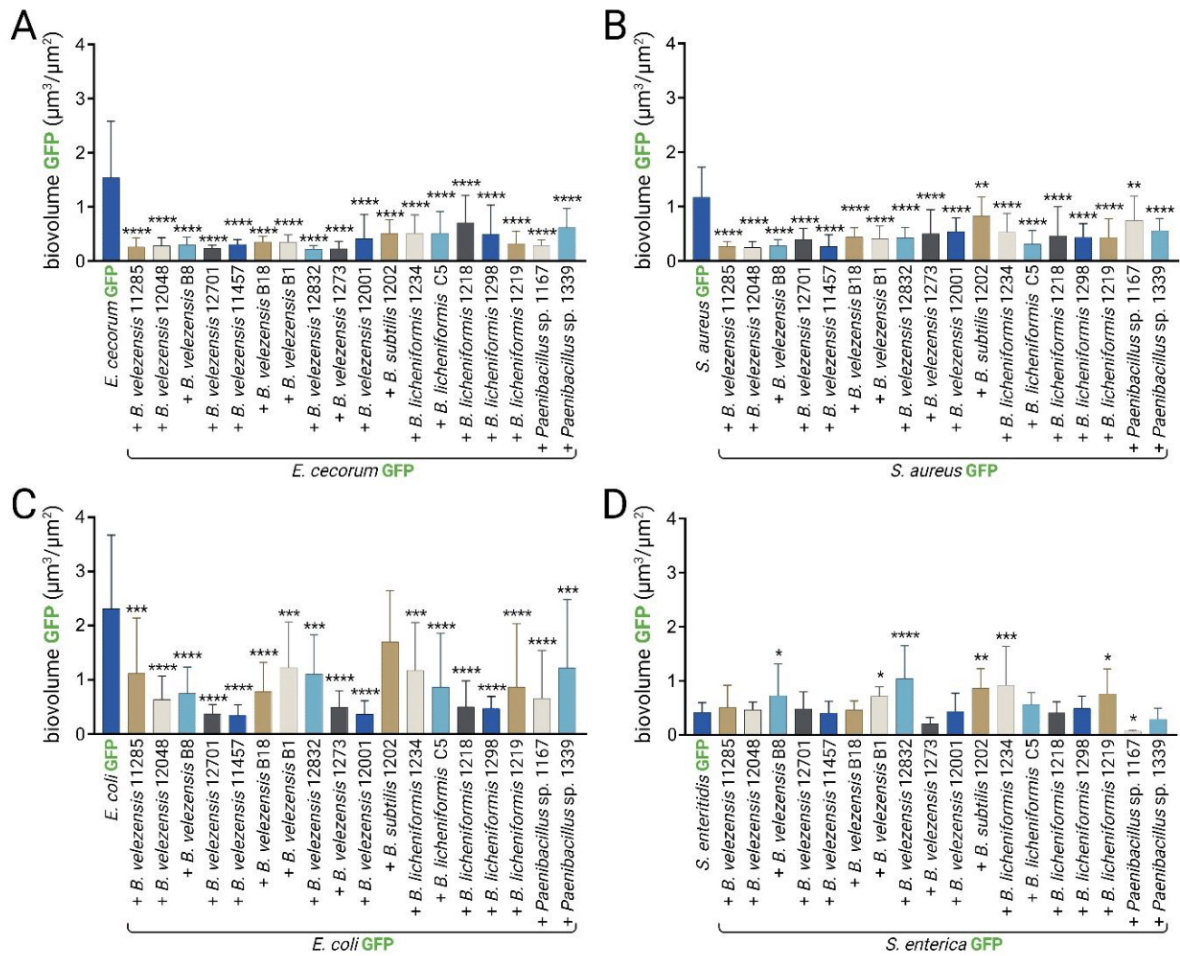 A
biovolume GFP (µm³/µm²)
4
3
2
1
0
**** **** **** **** **** **** **** **** **** **** **** **** **** **** **** **** **** ****
E. cecorum GFP
+ B. velezensis 11285
+ B. velezensis 12048
+ B. velezensis B8
+ B. velezensis 12701
+ B. velezensis 11457
+ B. velezensis B18
+ B. velezensis B1
+ B. velezensis 12832
+ B. velezensis 1273
+ B. velezensis 12001
+ B. subtilis 1202
+ B. licheniformis 1234
+ B. licheniformis C5
+ B. licheniformis 1218
+ B. licheniformis 1298
+ B. licheniformis 1219
+ Paenibacillus sp. 1167
+ Paenibacillus sp. 1339
E. cecorum GFP
B
biovolume GFP (µm³/µm²)
4
3
2
1
0
**** **** **** **** **** **** **** **** **** **** ** **** **** **** **** **** ** ****
S. aureus GFP
+ B. velezensis 11285
+ B. velezensis 12048
+ B. velezensis B8
+ B. velezensis 12701
+ B. velezensis 11457
+ B. velezensis B18
+ B. velezensis B1
+ B. velezensis 12832
+ B. velezensis 1273
+ B. velezensis 12001
+ B. subtilis 1202
+ B. licheniformis 1234
+ B. licheniformis C5
+ B. licheniformis 1218
+ B. licheniformis 1298
+ B. licheniformis 1219
+ Paenibacillus sp. 1167
+ Paenibacillus sp. 1339
S. aureus GFP
C
biovolume GFP (µm³/µm²)
4
3
2
1
0
*** **** **** **** **** **** *** *** **** **** *** **** **** **** **** **** ***
E. coli GFP
+ B. velezensis 11285
+ B. velezensis 12048
+ B. velezensis B8
+ B. velezensis 12701
+ B. velezensis 11457
+ B. velezensis B18
+ B. velezensis B1
+ B. velezensis 12832
+ B. velezensis 1273
+ B. velezensis 12001
+ B. subtilis 1202
+ B. licheniformis 1234
+ B. licheniformis C5
+ B. licheniformis 1218
+ B. licheniformis 1298
+ B. licheniformis 1219
+ Paenibacillus sp. 1167
+ Paenibacillus sp. 1339
E. coli GFP
D
biovolume GFP (µm³/µm²)
4
3
2
1
0
* * **** ** *** * *
S. enteritidis GFP
+ B. velezensis 11285
+ B. velezensis 12048
+ B. velezensis B8
+ B. velezensis 12701
+ B. velezensis 11457
+ B. velezensis B18
+ B. velezensis B1
+ B. velezensis 12832
+ B. velezensis 1273
+ B. velezensis 12001
+ B. subtilis 1202
+ B. licheniformis 1234
+ B. licheniformis C5
+ B. licheniformis 1218
+ B. licheniformis 1298
+ B. licheniformis 1219
+ Paenibacillus sp. 1167
+ Paenibacillus sp. 1339
S. enterica GFP